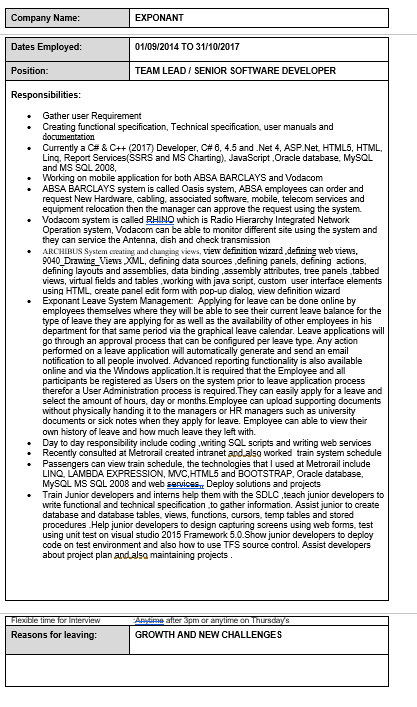 Company Name: EXPONANT
Dates Employed: 01/09/2014 TO 31/10/2017
Position: TEAM LEAD / SENIOR SOFTWARE DEVELOPER
Responsibilities:
• Gather user Requirement
• Creating functional specification, Technical specification, user manuals and
documentation
• Currently a C# & C++ (2017) Developer, C# 6, 4.5 and .Net 4, ASP.Net, HTML5, HTML,
Linq, Report Services(SSRS and MS Charting), JavaScript ,Oracle database, MySQL
and MS SQL 2008,
• Working on mobile application for both ABSA BARCLAYS and Vodacom
• ABSA BARCLAYS system is called Oasis system, ABSA employees can order and
request New Hardware, cabling, associated software, mobile, telecom services and
equipment relocation then the manager can approve the request using the system.
• Vodacom system is called RHINO which is Radio Hierarchy Integrated Network
Operation system, Vodacom to be able to monitor different site using the system and
they can service the Antenna, dish and check transmission
• ARCHIBUS System creating and changing views, view definition wizard ,defining web views,
9040_Drawing_Views ,XML, defining data sources ,defining panels, defining actions,
defining layouts and assemblies, data binding ,assembly attributes, tree panels ,tabbed
views, virtual fields and tables ,working with java script, custom user interface elements
using HTML, create panel edit form with pop-up dialog, view definition wizard
• Exponant Leave System Management: Applying for leave can be done online by
employees themselves where they will be able to see their current leave balance for the
type of leave they are applying for as well as the availability of other employees in his
department for that same period via the graphical leave calendar. Leave applications will
go through an approval process that can be configured per leave type. Any action
performed on a leave application will automatically generate and send an email
notification to all people involved. Advanced reporting functionality is also available
online and via the Windows application.It is required that the Employee and all
participants be registered as Users on the system prior to leave application process
therefor a User Administration process is required.They can easily apply for a leave and
select the amount of hours, day or months.Employee can upload supporting documents
without physically handing it to the managers or HR managers such as university
documents or sick notes when they apply for leave. Employee can able to view their
own history of leave and how much leave they left with.
• Day to day responsibility include coding ,writing SQL scripts and writing web services
• Recently consulted at Metrorail created intranet and,also worked train system schedule
• Passengers can view train schedule, the technologies that I used at Metrorail include
LINQ, LAMBDA EXPRESSION, MVC,HTML5 and BOOTSTRAP, Oracle database,
MySQL MS SQL 2008 and web services,, Deploy solutions and projects
• Train Junior developers and interns help them with the SDLC ,teach junior developers to
write functional and technical specification ,to gather information. Assist junior to create
database and database tables, views, functions, cursors, temp tables and stored
procedures .Help junior developers to design capturing screens using web forms, test
using unit test on visual studio 2015 Framework 5.0.Show junior developers to deploy
code on test environment and also how to use TFS source control. Assist developers
about project plan and,also maintaining projects .
Flexible time for Interview :Anytime after 3pm or anytime on Thursday's
Reasons for leaving: GROWTH AND NEW CHALLENGES